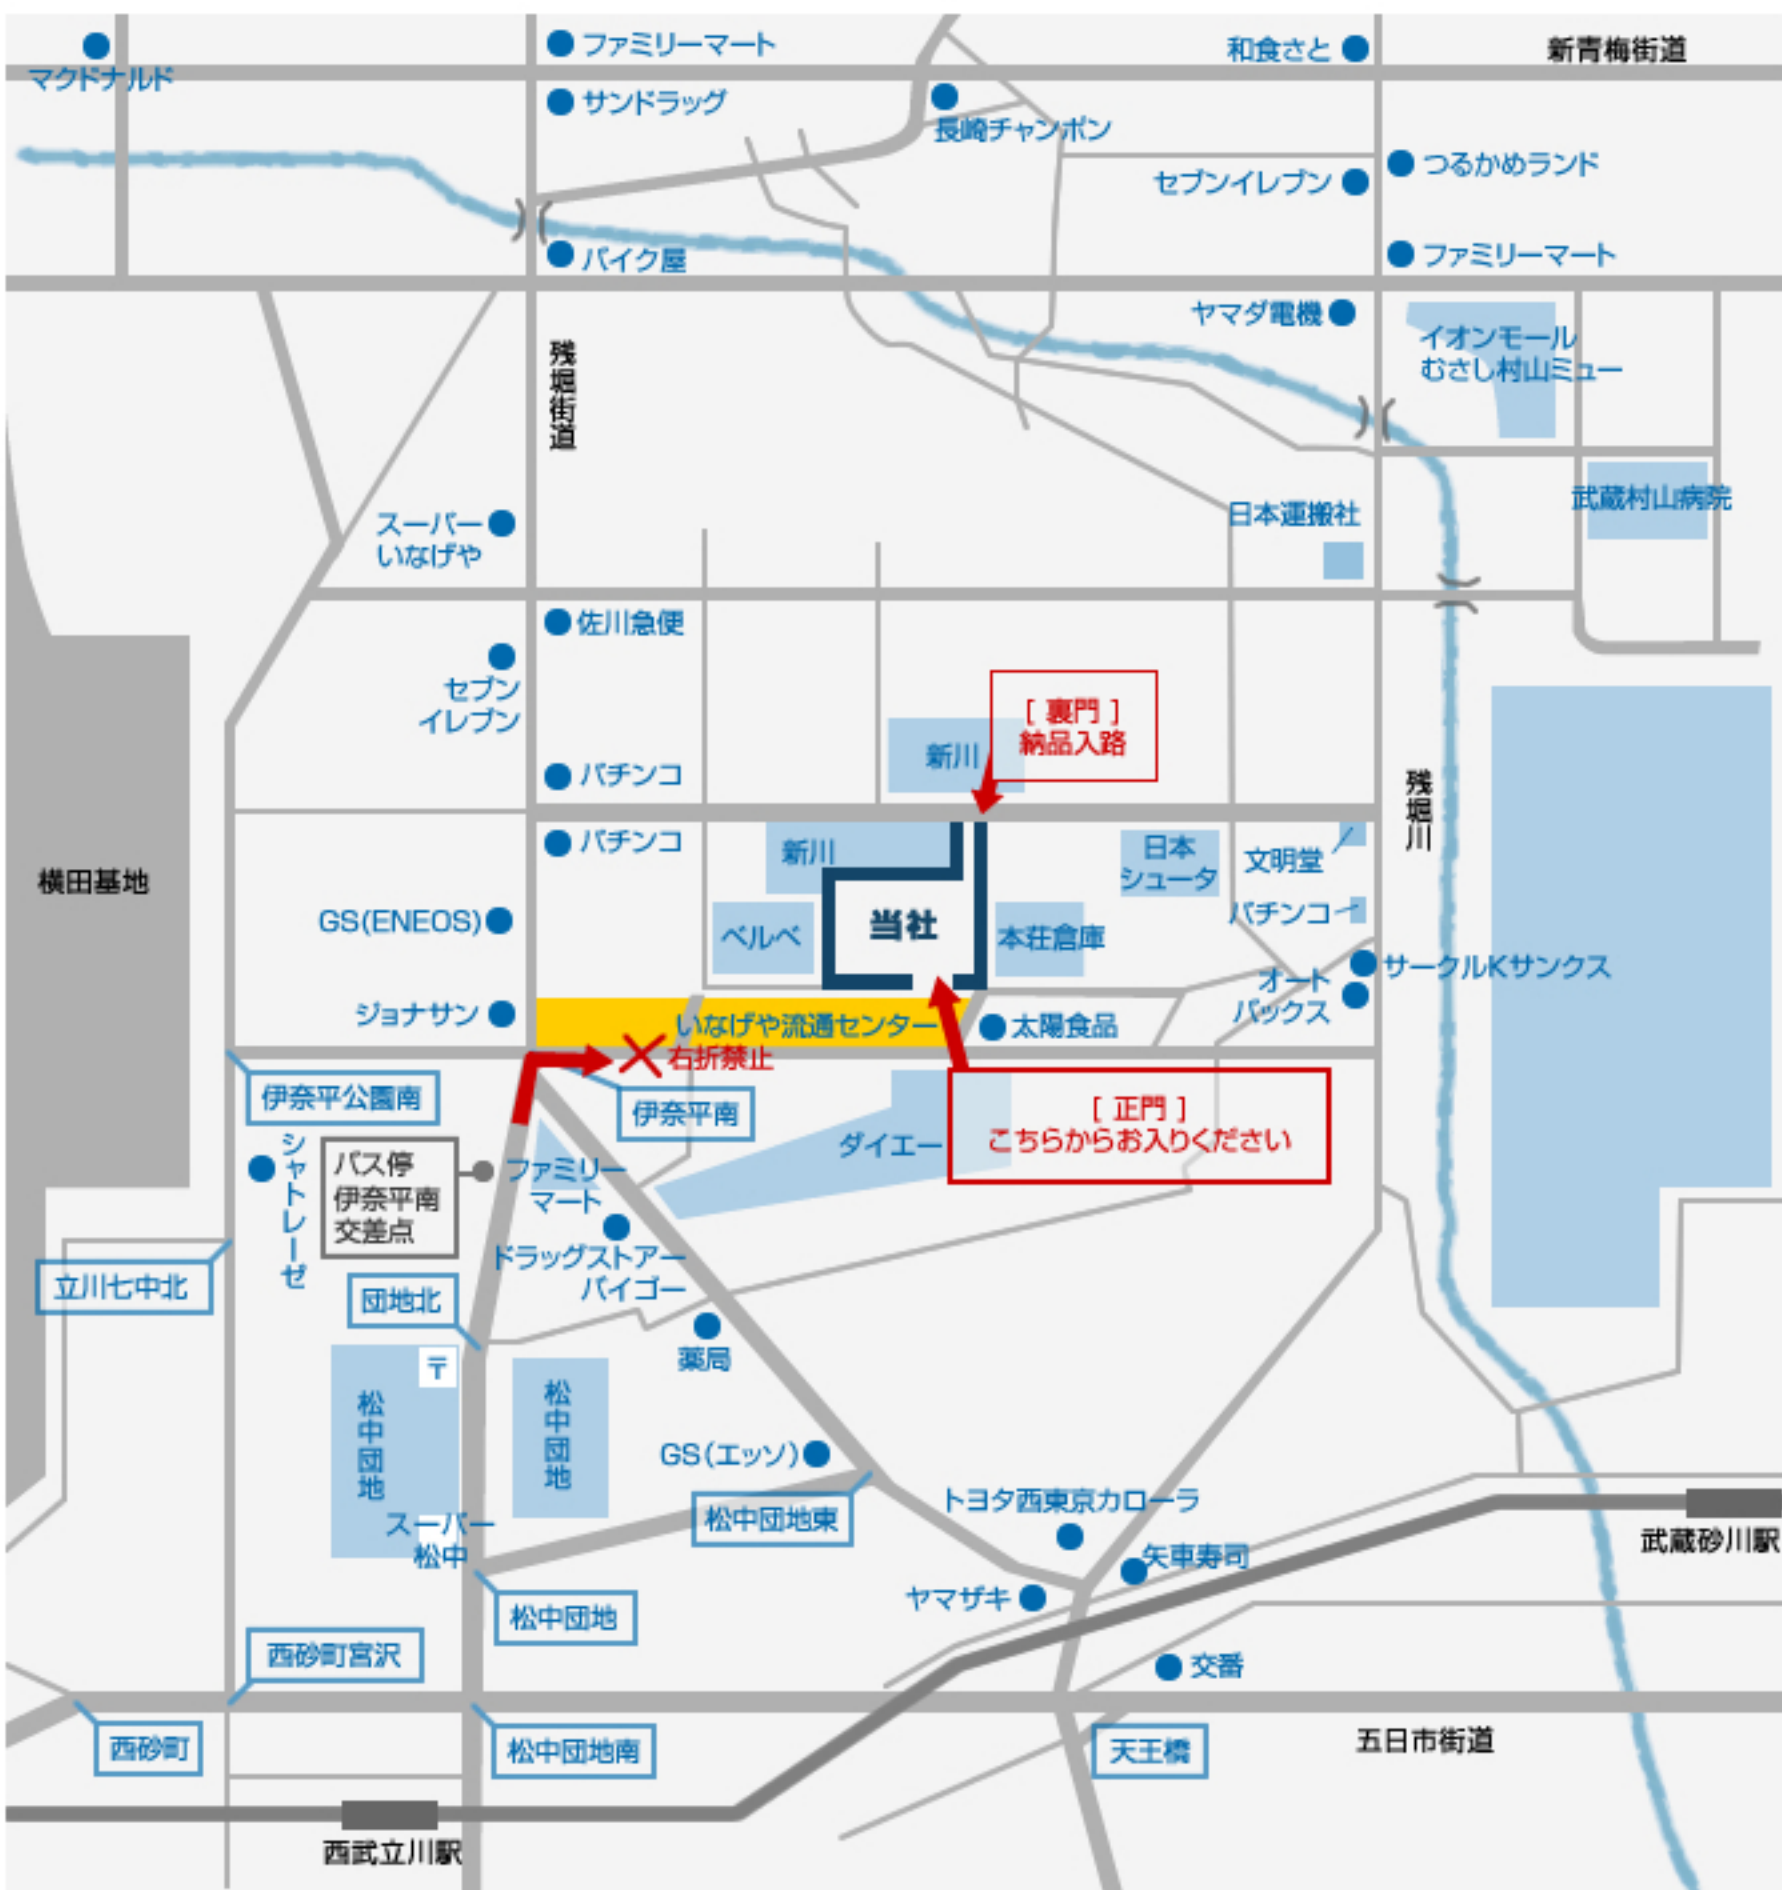 ファミリーマート
和食さと
新青梅街道
マクドナルド
サンドラッグ
長崎チャンポン
つるかめランド
セブンイレブン
バイク屋
ファミリーマート
ヤマダ電機
イオンモール
むさし村山ミュー
残堀街道
武蔵村山病院
日本運搬社
スーパー
いなげや
佐川急便
セブン
イレブン
[ 裏門 ]
納品入路
新川
パチンコ
残堀川
パチンコ
新川
日本
シュータ
文明堂
横田基地
GS(ENEOS)
ベルベ
当社
本荘倉庫
パチンコ
サークルKサンクス
オート
バックス
ジョナサン
いなげや流通センター
太陽食品
右折禁止
伊奈平公園南
伊奈平南
[ 正門 ]
こちらからお入りください
ダイエー
シャトレーゼ
バス停
伊奈平南
交差点
ファミリー
マート
ドラッグストアー
バイゴー
立川七中北
団地北
薬局
〒
松中団地
松中団地
GS(エッソ)
トヨタ西東京カローラ
松中団地東
スーパー
松中
武蔵砂川駅
矢車寿司
ヤマザキ
松中団地
西砂町宮沢
交番
西砂町
松中団地南
天王橋
五日市街道
西武立川駅